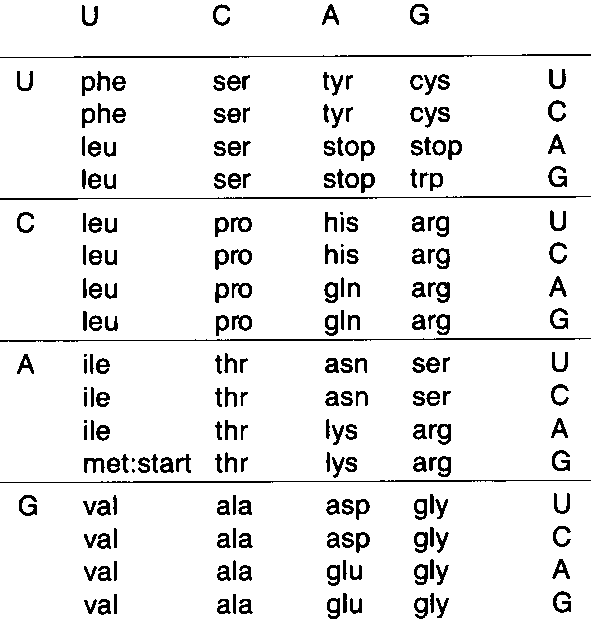 U C A G
U phe ser tyr cys U
phe ser tyr cys C
leu ser stop stop A
leu ser stop trp G
C leu pro his arg U
leu pro his arg C
leu pro gln arg A
leu pro gln arg G
A ile thr asn ser U
ile thr asn ser C
ile thr lys arg A
met:start thr lys arg G
G val ala asp gly U
val ala asp gly C
val ala glu gly A
val ala glu gly G